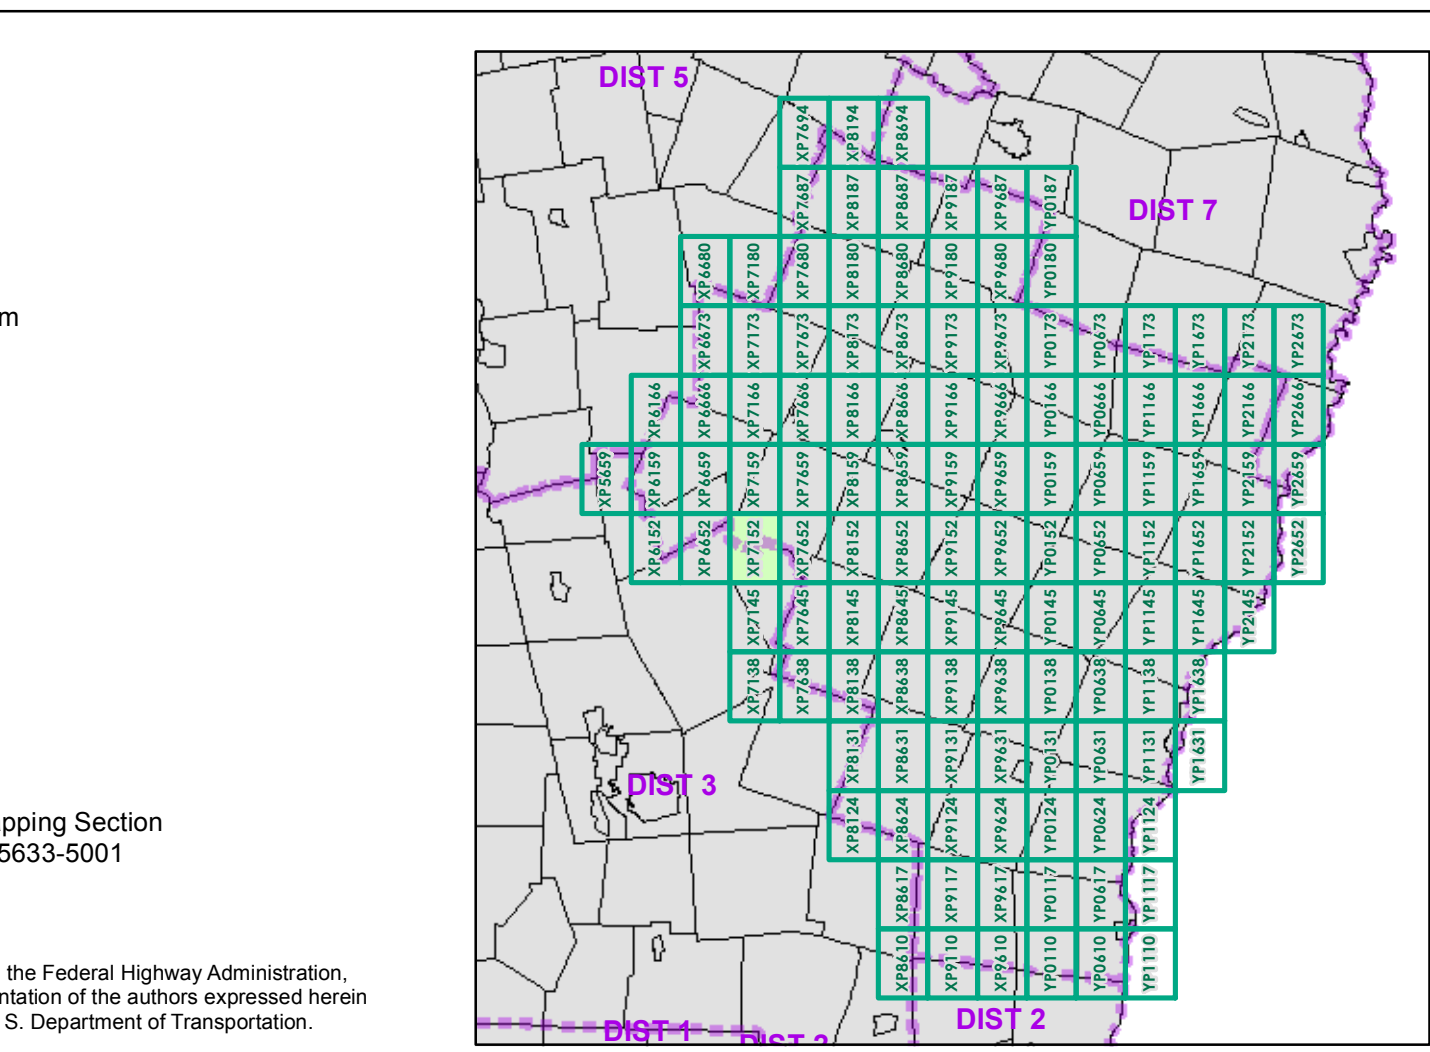 m
pping Section
5633-5001
the Federal Highway Administration,
ntation of the authors expressed herein
S. Department of Transportation.
DIST 5
DIST 7
XP7694 XP8194 XP8694
XP7687 XP8187 XP8687 XP9187 XP9687 YP0187
XP6680 XP7180 XP7680 XP8180 XP8680 XP9180 XP9680 YP0180
XP6673 XP7173 XP7673 XP8173 XP8673 XP9173 XP9673 YP0173 YP0673 YP1173 YP1673 YP2173 YP2673
XP6166 XP6666 XP7166 XP7666 XP8166 XP8666 XP9166 XP9666 YP0166 YP0666 YP1166 YP1666 YP2166 YP2666
XP5659 XP6159 XP6659 XP7159 XP7659 XP8159 XP8659 XP9159 XP9659 YP0159 YP0659 YP1159 YP1659 YP2159 YP2659
XP6152 XP6652 XP7152 XP7652 XP8152 XP8652 XP9152 XP9652 YP0152 YP0652 YP1152 YP1652 YP2152 YP2652
XP7145 XP7645 XP8145 XP8645 XP9145 XP9645 YP0145 YP0645 YP1145 YP1645 YP2145
XP7138 XP7638 XP8138 XP8638 XP9138 XP9638 YP0138 YP0638 YP1138 YP1638
XP8131 XP8631 XP9131 XP9631 YP0131 YP0631 YP1131 YP1631
DIST 3
XP8124 XP8624 XP9124 XP9624 YP0124 YP0624 YP1124
XP8617 XP9117 XP9617 YP0117 YP0617 YP1117
XP8610 XP9110 XP9610 YP0110 YP0610 YP1110
DIST 2
DIST 1
DIST 2